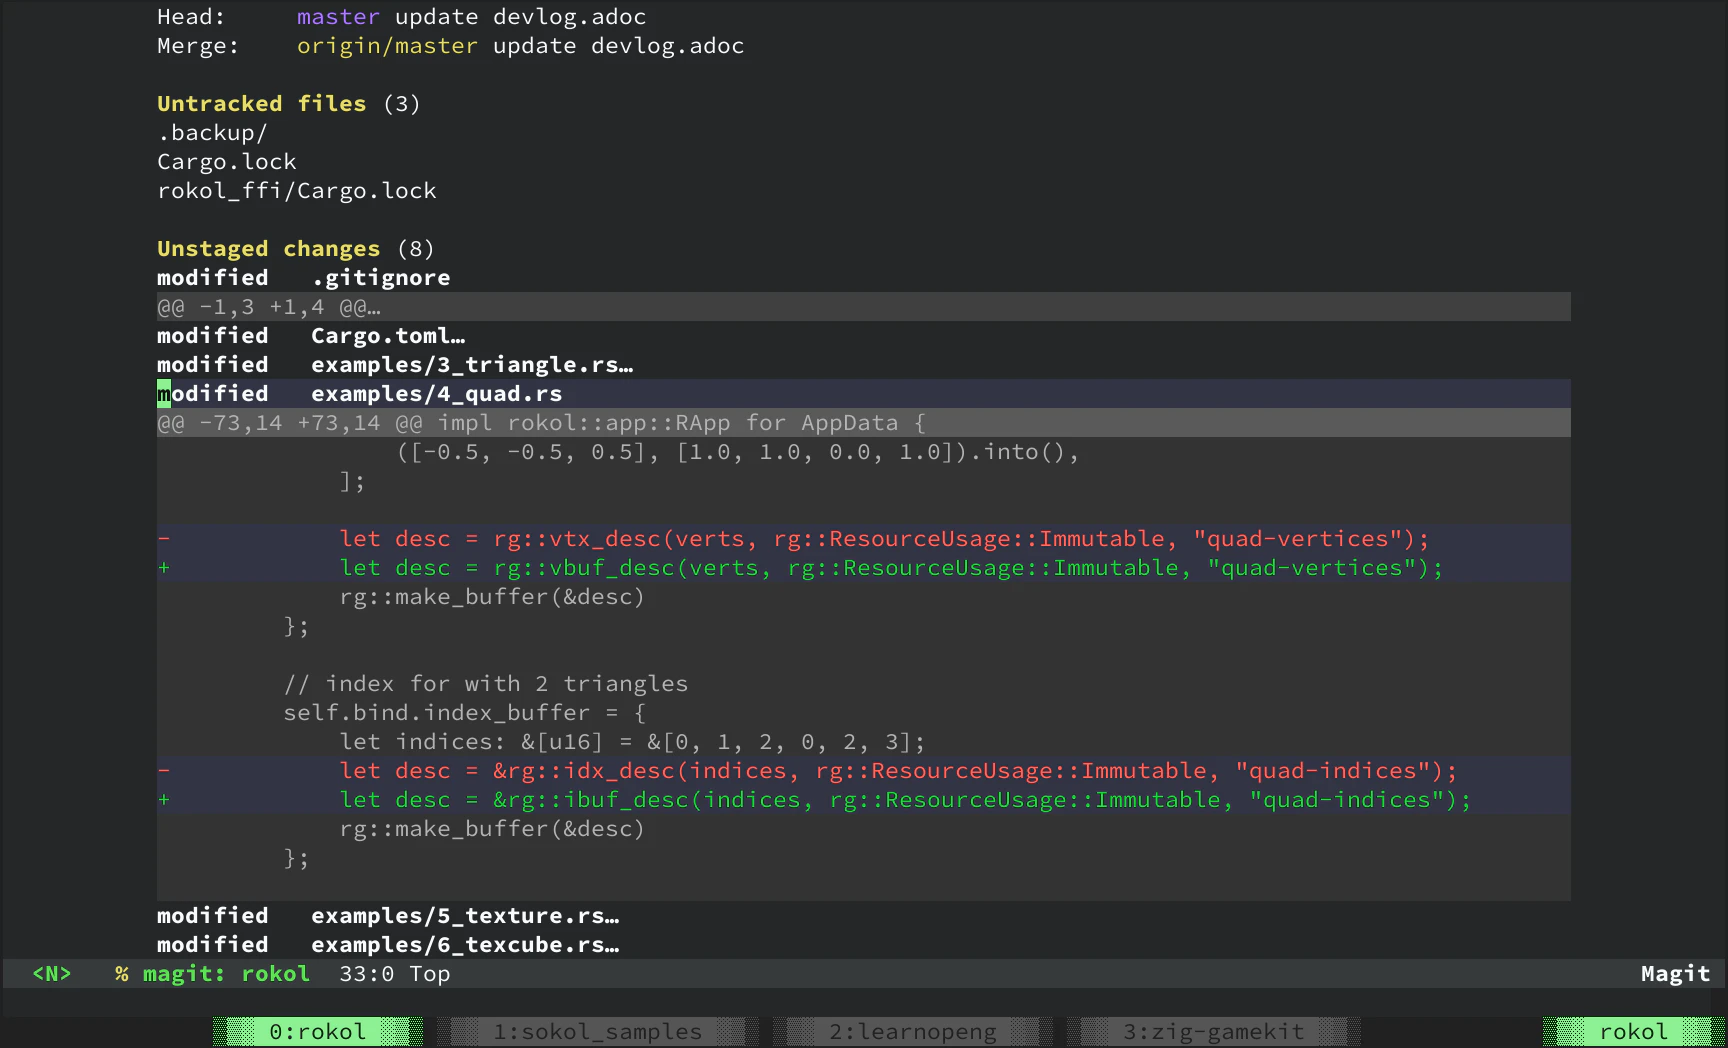 Head:     master update devlog.adoc
Merge:    origin/master update devlog.adoc
Untracked files (3)
.backup/
Cargo.lock
rokol_ffi/Cargo.lock
Unstaged changes (8)
modified   .gitignore
@@ -1,3 +1,4 @@…
modified   Cargo.toml…
modified   examples/3_triangle.rs…
modified   examples/4_quad.rs
@@ -73,14 +73,14 @@ impl rokol::app::RApp for AppData {
                 ([-0.5, -0.5, 0.5], [1.0, 1.0, 0.0, 1.0]).into(),
             ];
-            let desc = rg::vtx_desc(verts, rg::ResourceUsage::Immutable, "quad-vertices");
+            let desc = rg::vbuf_desc(verts, rg::ResourceUsage::Immutable, "quad-vertices");
             rg::make_buffer(&desc)
         };
         // index for with 2 triangles
         self.bind.index_buffer = {
             let indices: &[u16] = &[0, 1, 2, 0, 2, 3];
-            let desc = &rg::idx_desc(indices, rg::ResourceUsage::Immutable, "quad-indices");
+            let desc = &rg::ibuf_desc(indices, rg::ResourceUsage::Immutable, "quad-indices");
             rg::make_buffer(&desc)
         };
modified   examples/5_texture.rs…
modified   examples/6_texcube.rs…
<N>   % magit: rokol  33:0 Top   Magit
0:rokol   1:sokol_samples   2:learnopeng   3:zig-gamekit   rokol